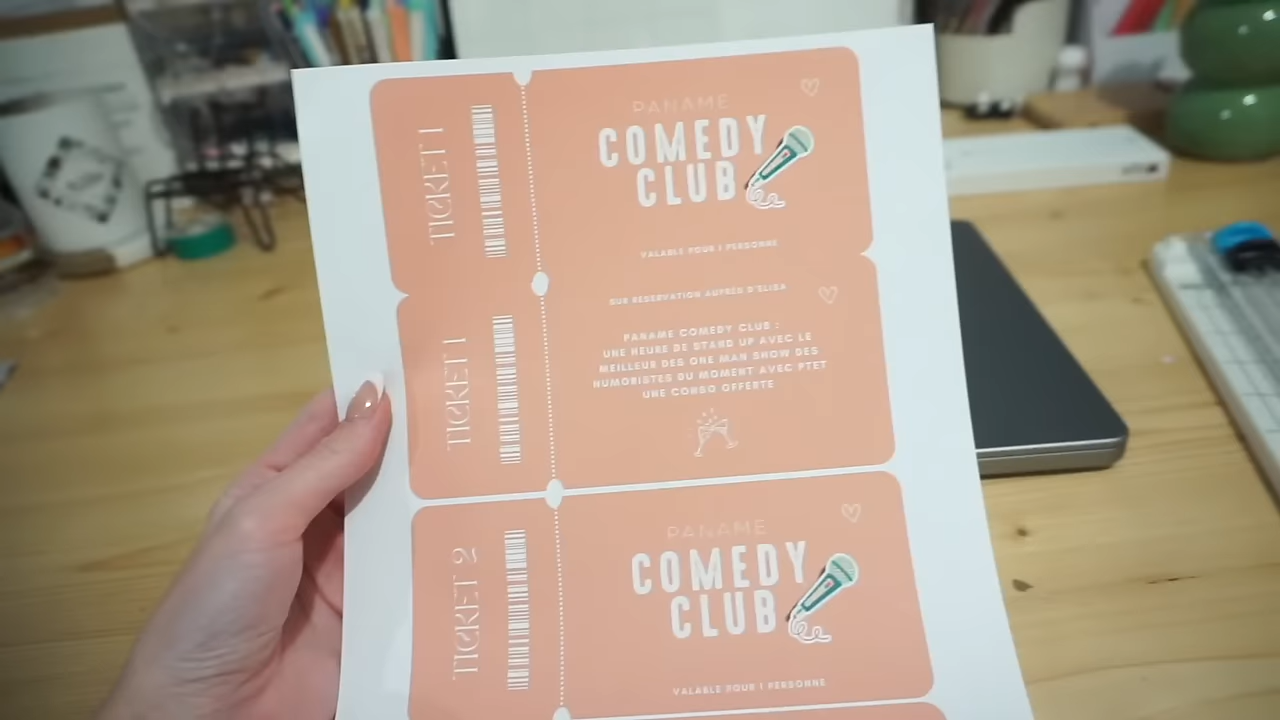 TICKET 1
PANAME
COMEDY
CLUB
VALABLE POUR 1 PERSONNE
TICKET 1
SUR RESERVATION AUPRÈS D'ELISA
PANAME COMEDY CLUB :
UNE HEURE DE STAND UP AVEC LE
MEILLEUR DES ONE MAN SHOW DES
HUMORISTES DU MOMENT AVEC PTET
UNE CONSO OFFERTE
TICKET 2
PANAME
COMEDY
CLUB
VALABLE POUR 1 PERSONNE